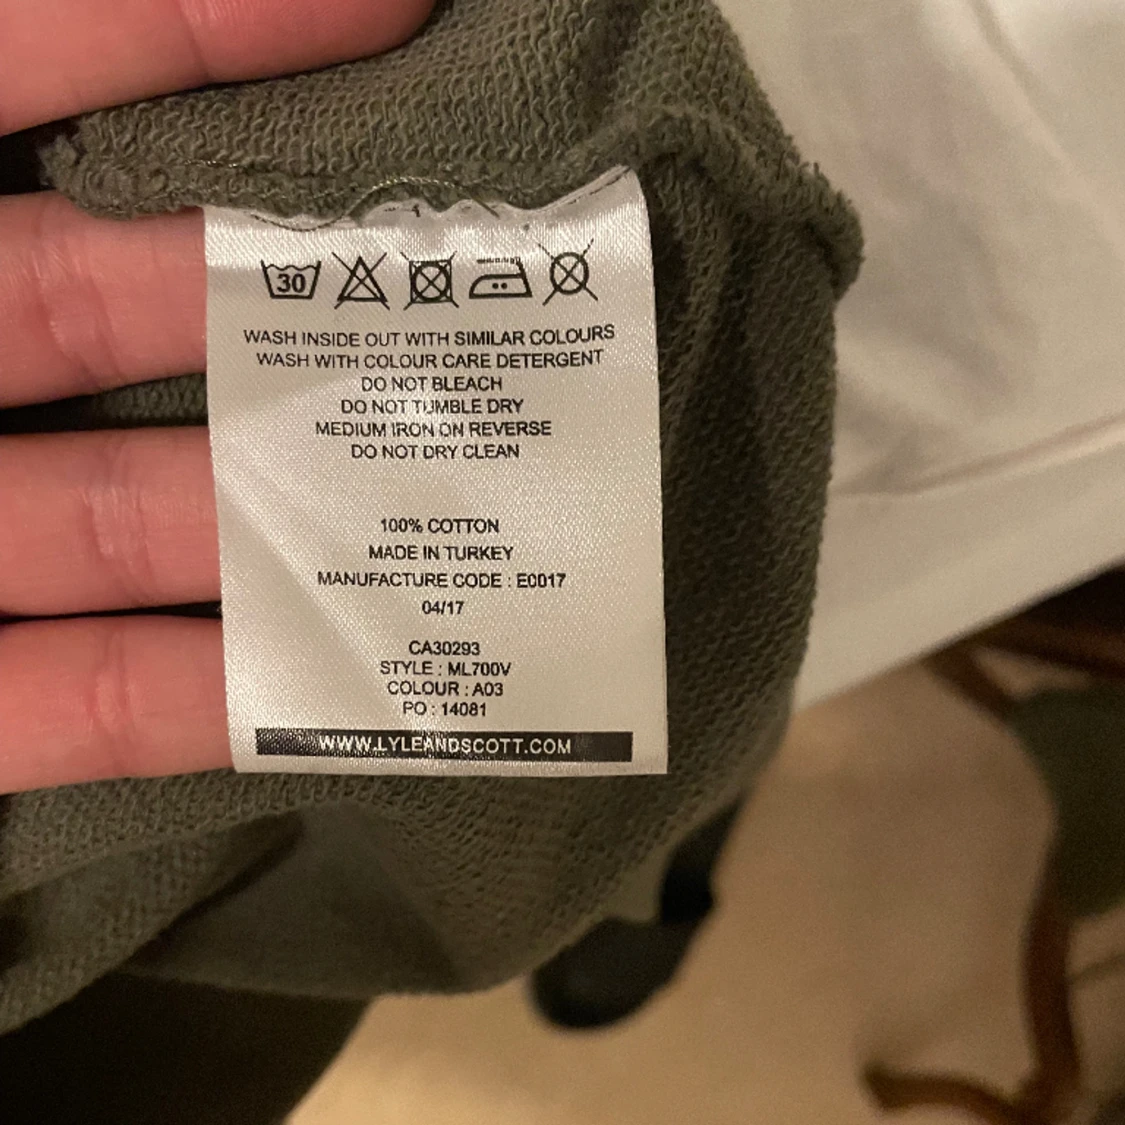 30
WASH INSIDE OUT WITH SIMILAR COLOURS
WASH WITH COLOUR CARE DETERGENT
DO NOT BLEACH
DO NOT TUMBLE DRY
MEDIUM IRON ON REVERSE
DO NOT DRY CLEAN
100% COTTON
MADE IN TURKEY
MANUFACTURE CODE : E0017
04/17
CA30293
STYLE : ML700V
COLOUR : A03
PO : 14081
WWW.LYLEANDSCOTT.COM